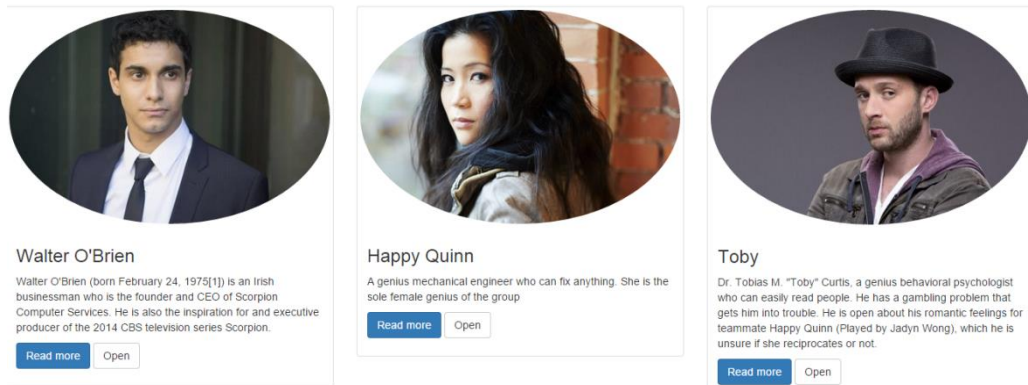 Walter O'Brien
Walter O'Brien (born February 24, 1975[1]) is an Irish
businessman who is the founder and CEO of Scorpion
Computer Services. He is also the inspiration for and executive
producer of the 2014 CBS television series Scorpion.
Read more
Open
Happy Quinn
A genius mechanical engineer who can fix anything. She is the
sole female genius of the group
Read more
Open
Toby
Dr. Tobias M. "Toby" Curtis, a genius behavioral psychologist
who can easily read people. He has a gambling problem that
gets him into trouble. He is open about his romantic feelings for
teammate Happy Quinn (Played by Jadyn Wong), which he is
unsure if she reciprocates or not.
Read more
Open